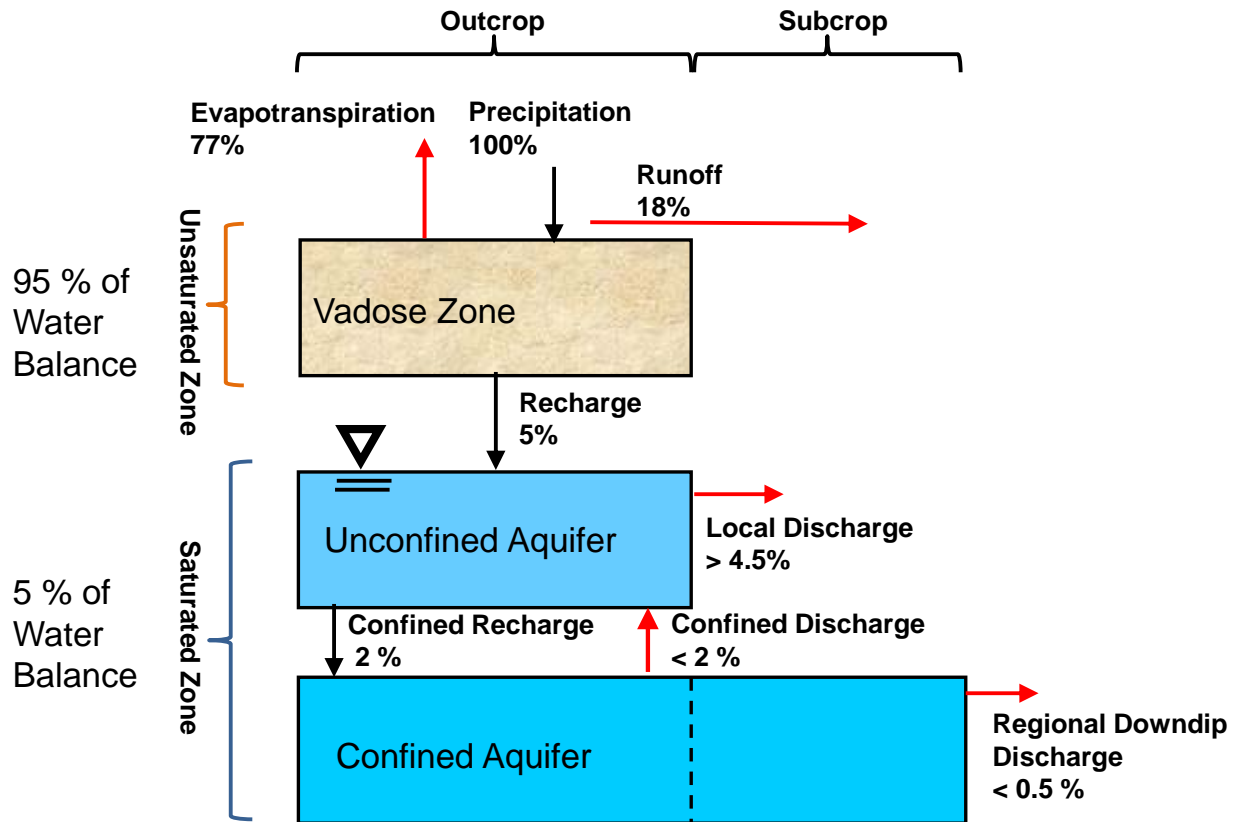 Outcrop
Subcrop
Evapotranspiration
77%
Precipitation
100%
Runoff
18%
Unsaturated Zone
95 % of
Water
Balance
Vadose Zone
Recharge
5%
Unconfined Aquifer
Local Discharge
> 4.5%
Saturated Zone
5 % of
Water
Balance
Confined Recharge
2 %
Confined Discharge
< 2 %
Confined Aquifer
Regional Downdip
Discharge
< 0.5 %